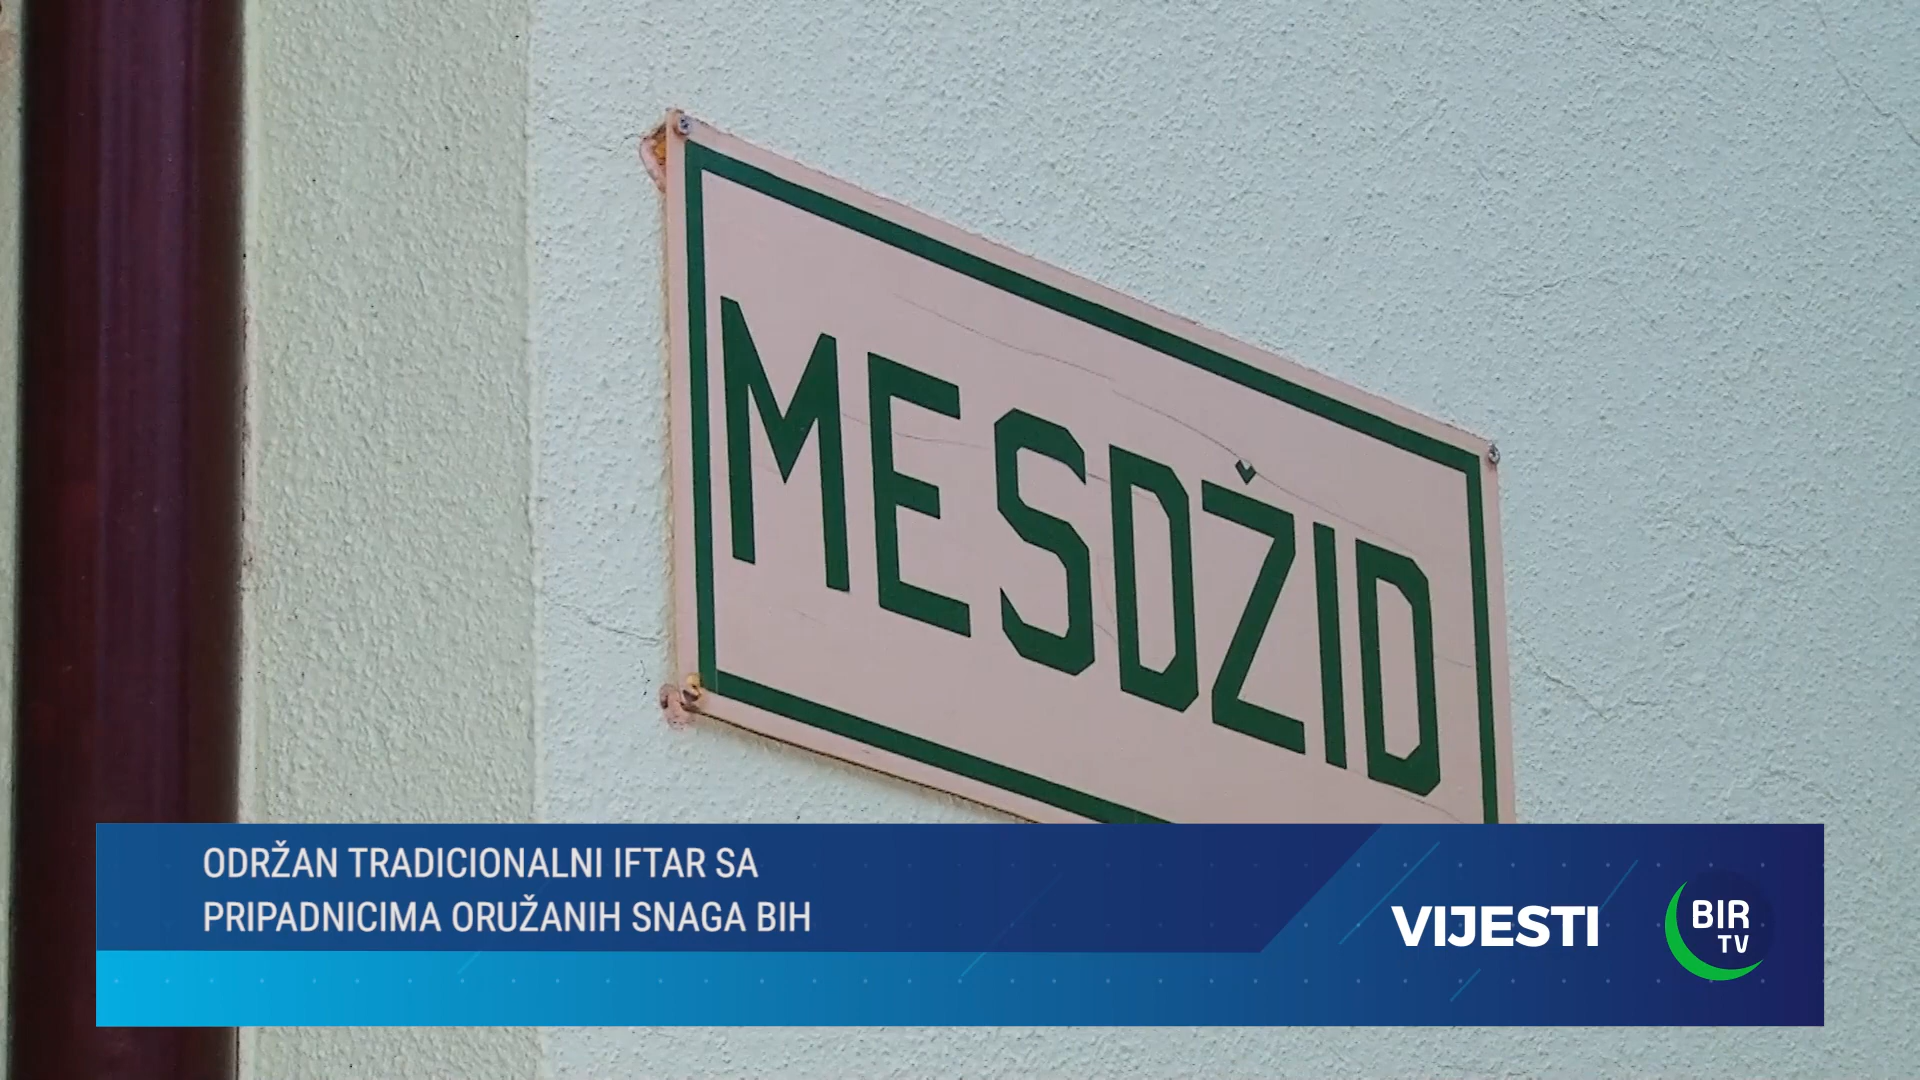 MESDŽID
ODRŽAN TRADICIONALNI IFTAR SA
PRIPADNICIMA ORUŽANIH SNAGA BIH
VIJESTI
BIR
TV